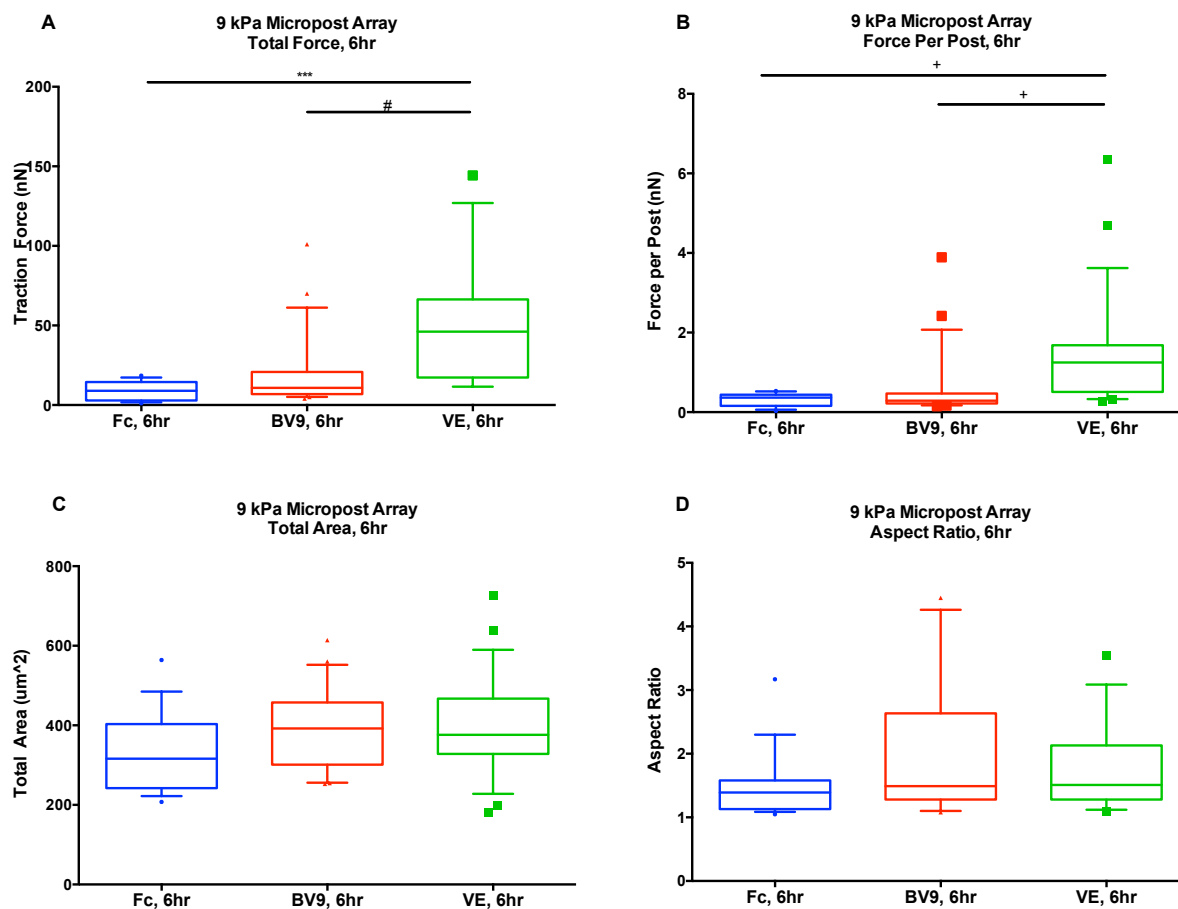 A
9 kPa Micropost Array
Total Force, 6hr
***
#
200
150
100
50
0
Traction Force (nN)
Fc, 6hr
BV9, 6hr
VE, 6hr
B
9 kPa Micropost Array
Force Per Post, 6hr
+
+
8
6
4
2
0
Force per Post (nN)
Fc, 6hr
BV9, 6hr
VE, 6hr
C
9 kPa Micropost Array
Total Area, 6hr
800
600
400
200
0
Total Area (um^2)
Fc, 6hr
BV9, 6hr
VE, 6hr
D
9 kPa Micropost Array
Aspect Ratio, 6hr
5
4
3
2
1
0
Aspect Ratio
Fc, 6hr
BV9, 6hr
VE, 6hr